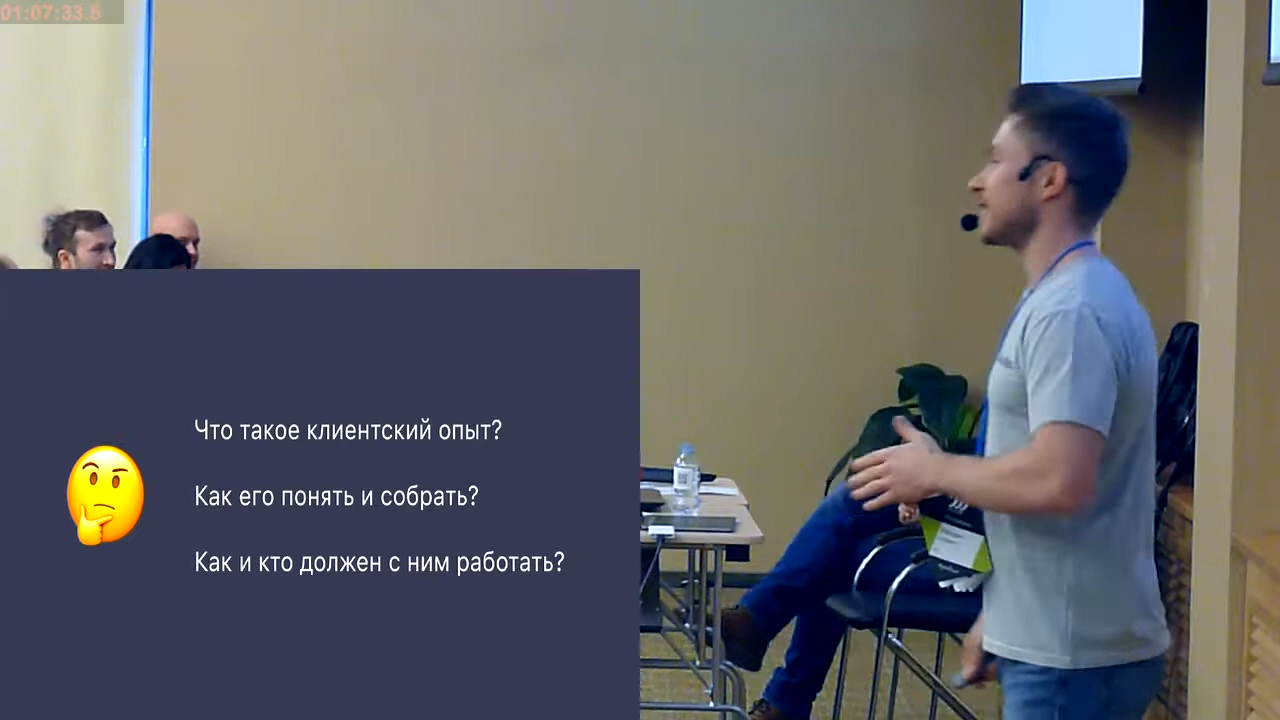 01:07:33.5
Что такое клиентский опыт?
Как его понять и собрать?
Как и кто должен с ним работать?